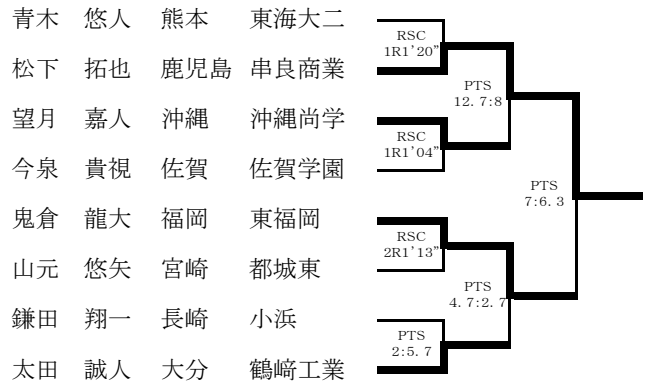 青木 悠人 熊本 東海大二
RSC
1R1’20”
松下 拓也 鹿児島 串良商業
PTS
12. 7:8
望月 嘉人 沖縄 沖縄尚学
RSC
1R1’04”
今泉 貴視 佐賀 佐賀学園
PTS
7:6. 3
鬼倉 龍大 福岡 東福岡
RSC
2R1’13”
山元 悠矢 宮崎 都城東
PTS
4. 7:2. 7
鎌田 翔一 長崎 小浜
PTS
2:5. 7
太田 誠人 大分 鶴﨑工業